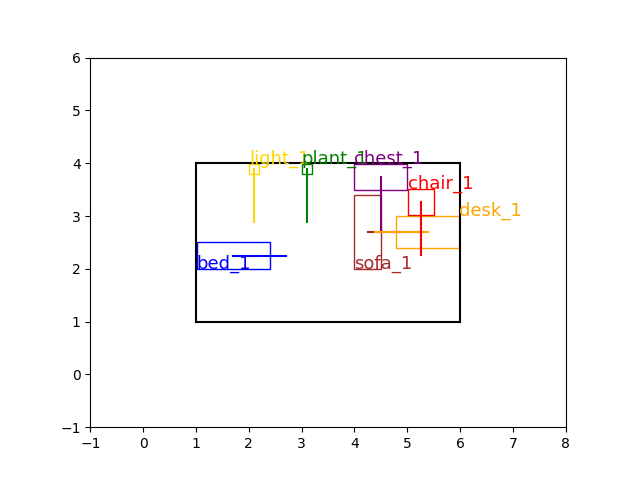 6
5
4
3
2
1
0
−1
light_1
plant_1
chest_1
chair_1
desk_1
bed_1
sofa_1
−1 0 1 2 3 4 5 6 7 8